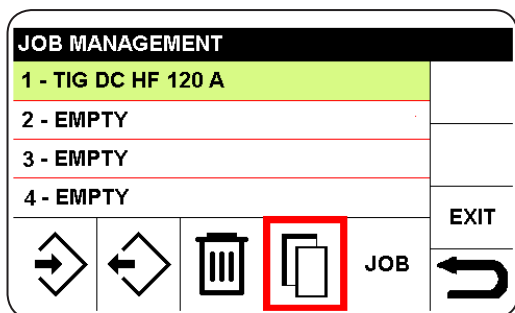 JOB MANAGEMENT
1 - TIG DC HF 120 A
2 - EMPTY
3 - EMPTY
4 - EMPTY
EXIT
JOB